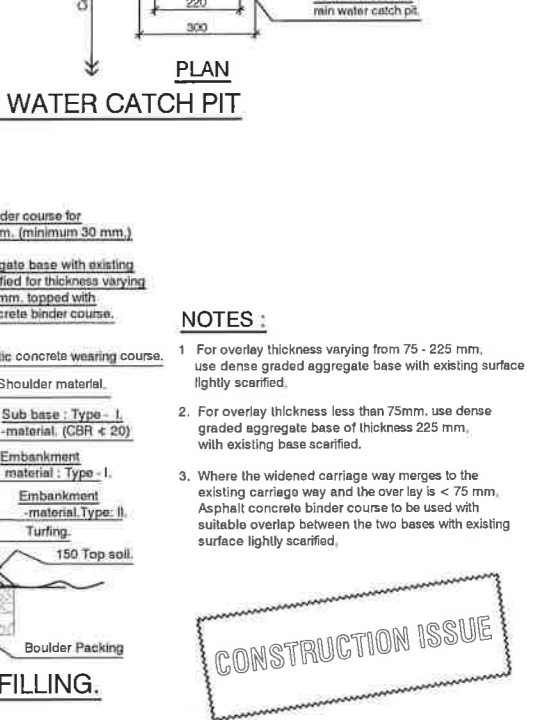 220
min water catch pit.
300
PLAN
WATER CATCH PIT
der course for
m. (minimum 30 mm.)
gate base with existing
fied for thickness varying
mm. topped with
crete binder course.
tic concrete wearing course.
Shoulder material.
Sub base : Type - I.
-material. (CBR ≮ 20)
Embankment
material : Type - I.
Embankment
-material.Type: II.
Turfing.
150 Top soil.
Boulder Packing
FILLING.
NOTES :
1 For overlay thickness varying from 75 - 225 mm,
use dense graded aggregate base with existing surface
lightly scarified.
2. For overlay thickness less than 75mm. use dense
graded aggregate base of thickness 225 mm,
with existing base scarified.
3. Where the widened carriage way merges to the
existing carriage way and the over lay is < 75 mm,
Asphalt concrete binder course to be used with
suitable overlap between the two bases with existing
surface lightly scarified.
CONSTRUCTION ISSUE